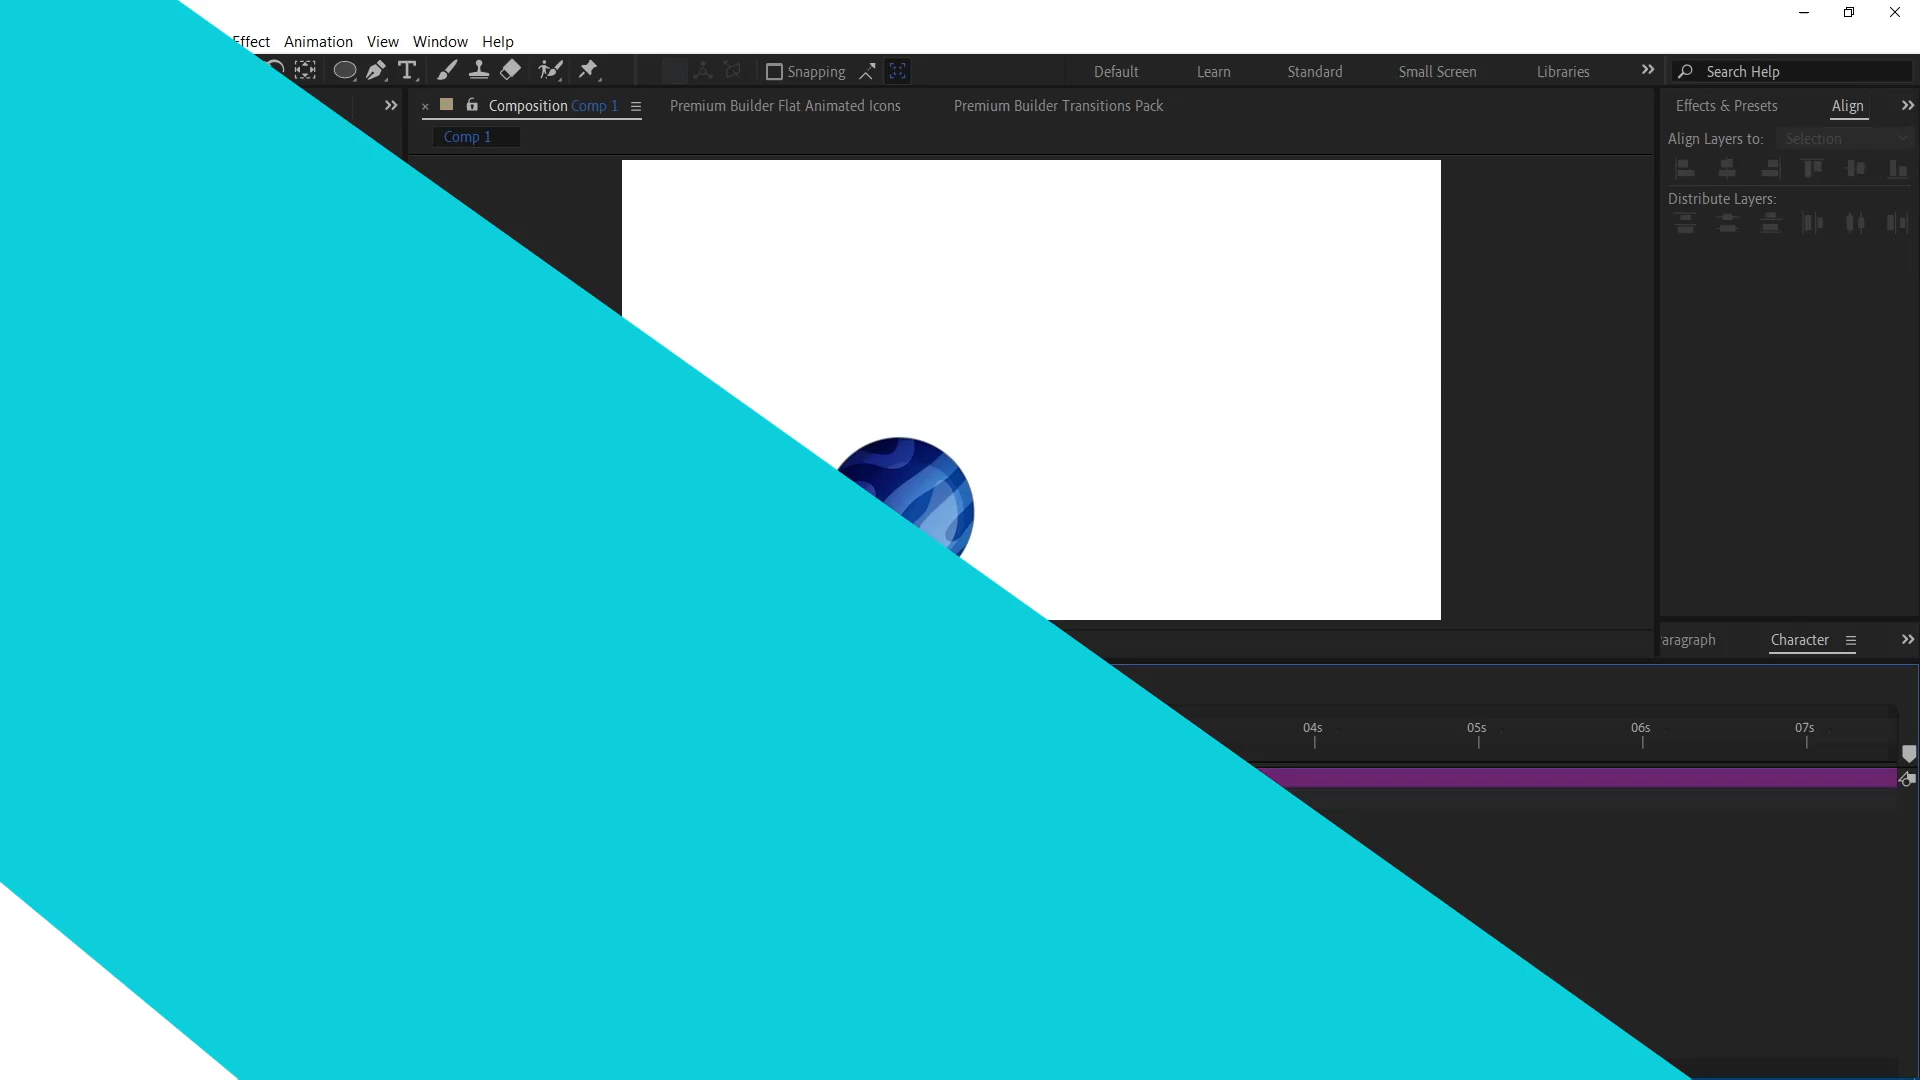 Effect Animation View Window Help
Snapping Default Learn Standard Small Screen Libraries Search Help
Composition Comp 1 Premium Builder Flat Animated Icons Premium Builder Transitions Pack Effects & Presets Align
Comp 1
Align Layers to: Selection
Distribute Layers:
aragraph Character
04s 05s 06s 07s